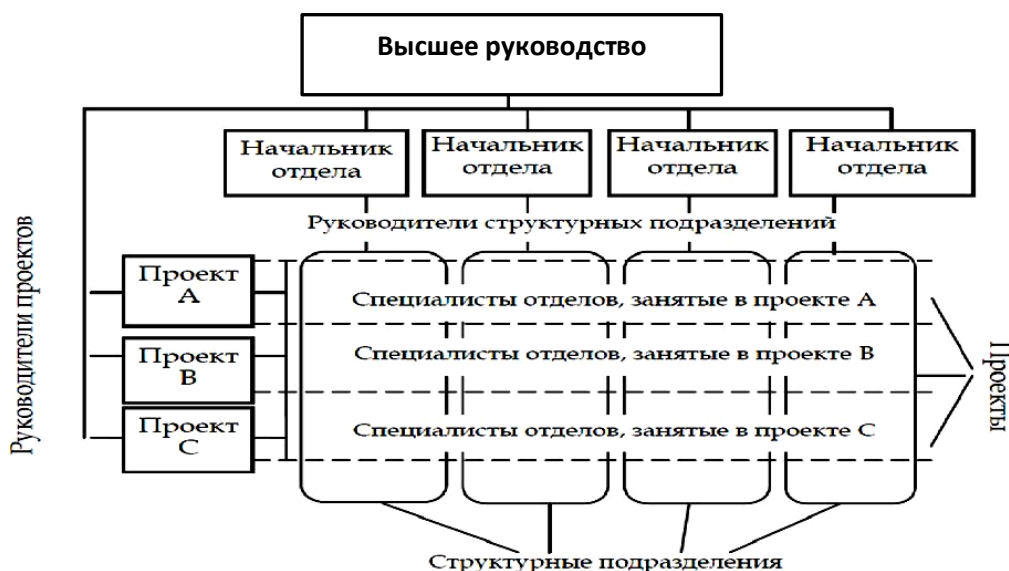 Высшее руководство
Начальник
отдела
Начальник
отдела
Начальник
отдела
Начальник
отдела
Руководители структурных подразделений
Руководители проектов
Проект
А
Специалисты отделов, занятые в проекте А
Проект
В
Специалисты отделов, занятые в проекте В
Проект
С
Специалисты отделов, занятые в проекте С
Проекты
Структурные подразделения